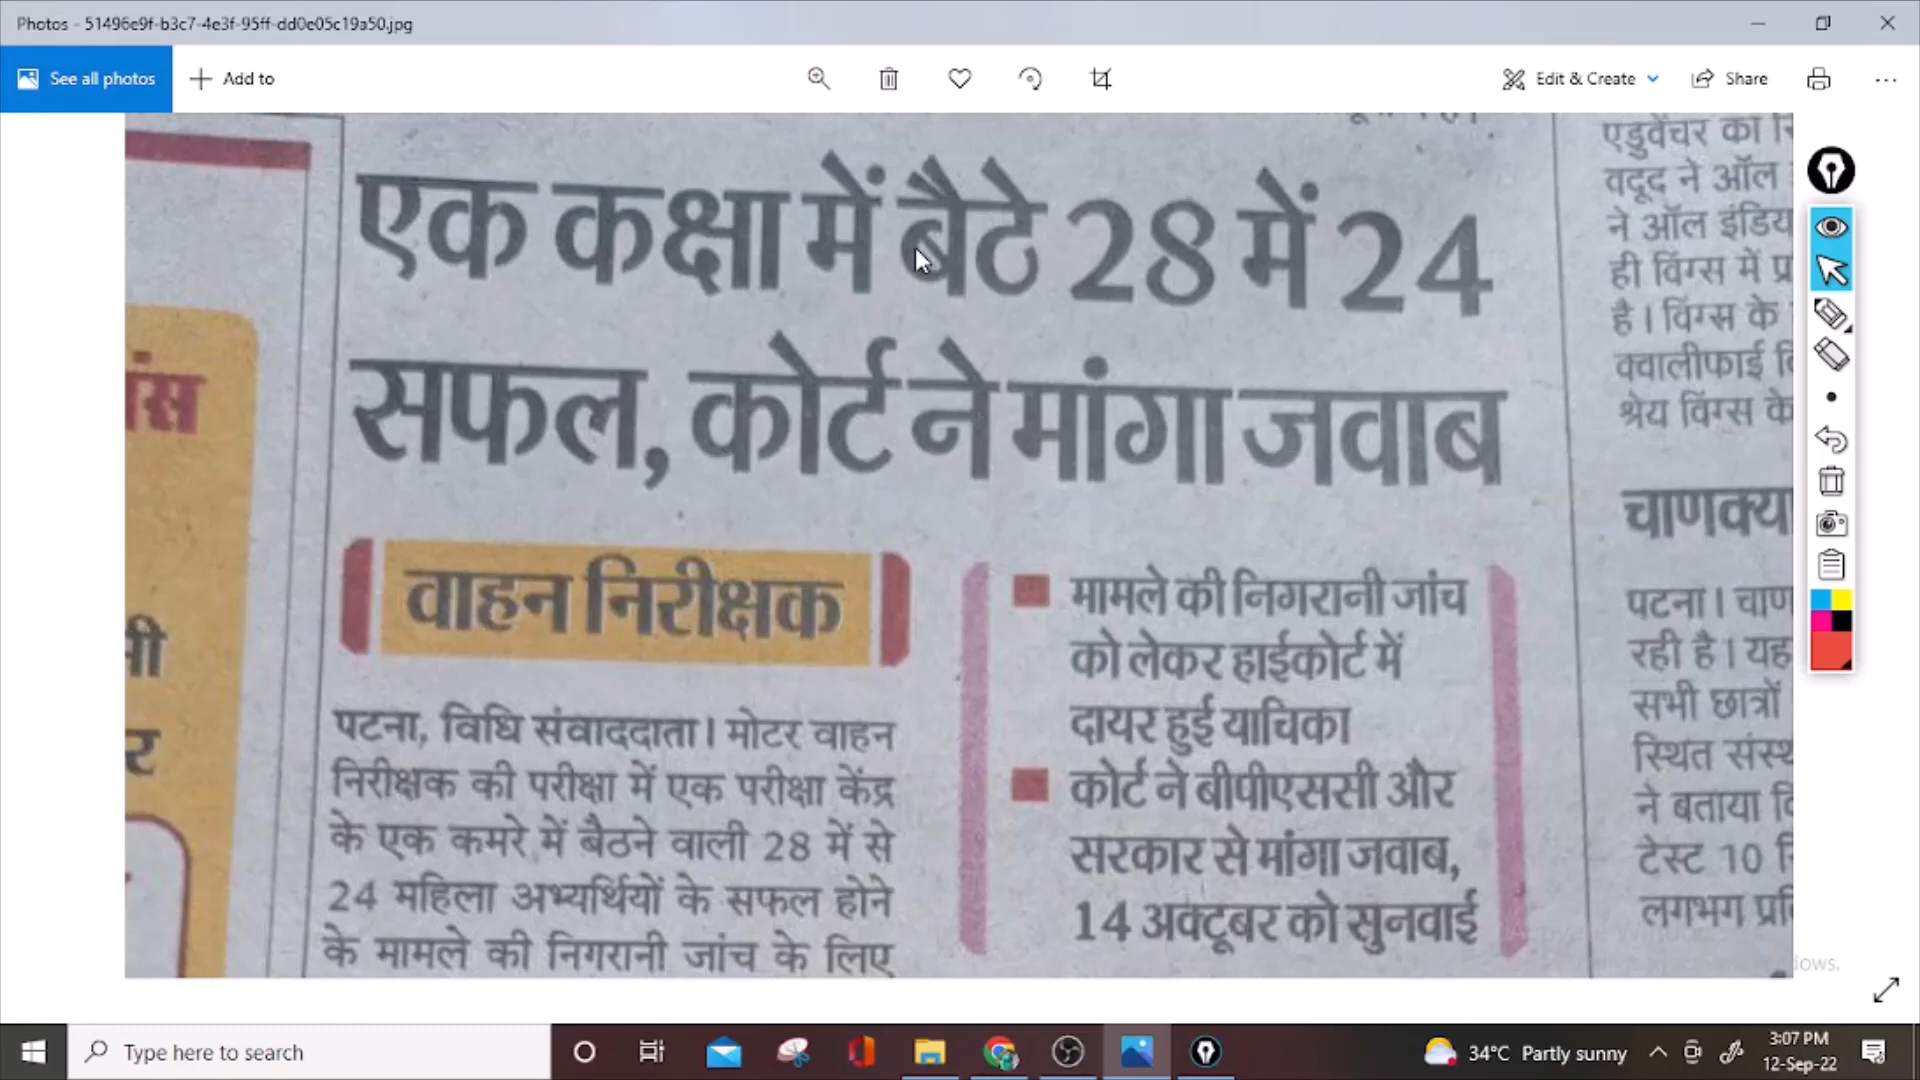 Photos - 51496e9f-b3c7-4e3f-95ff-dd0e05c19a50.jpg
See all photos
Add to
Edit & Create
Share
एक कक्षा में बैठे 28 में 24
सफल, कोर्ट ने मांगा जवाब
वाहन निरीक्षक
पटना, विधि संवाददाता। मोटर वाहन
निरीक्षक की परीक्षा में एक परीक्षा केंद्र
के एक कमरे में बैठने वाली 28 में से
24 महिला अभ्यर्थियों के सफल होने
के मामले की निगरानी जांच के लिए
मामले की निगरानी जांच
को लेकर हाईकोर्ट में
दायर हुई याचिका
कोर्ट ने बीपीएससी और
सरकार से मांगा जवाब,
14 अक्टूबर को सुनवाई
एडुवेंचर का
वदूद ने ऑल
ने ऑल इंडिय
ही विंग्स में प्र
है। विंग्स के
क्वालीफाई
श्रेय विंग्स के
चाणक्य
पटना। चाण
रही है। यह
सभी छात्रों
स्थित संस्थ
ने बताया
टेस्ट 10
लगभग प्रति
Type here to search
34°C Partly sunny
3:07 PM
12-Sep-22